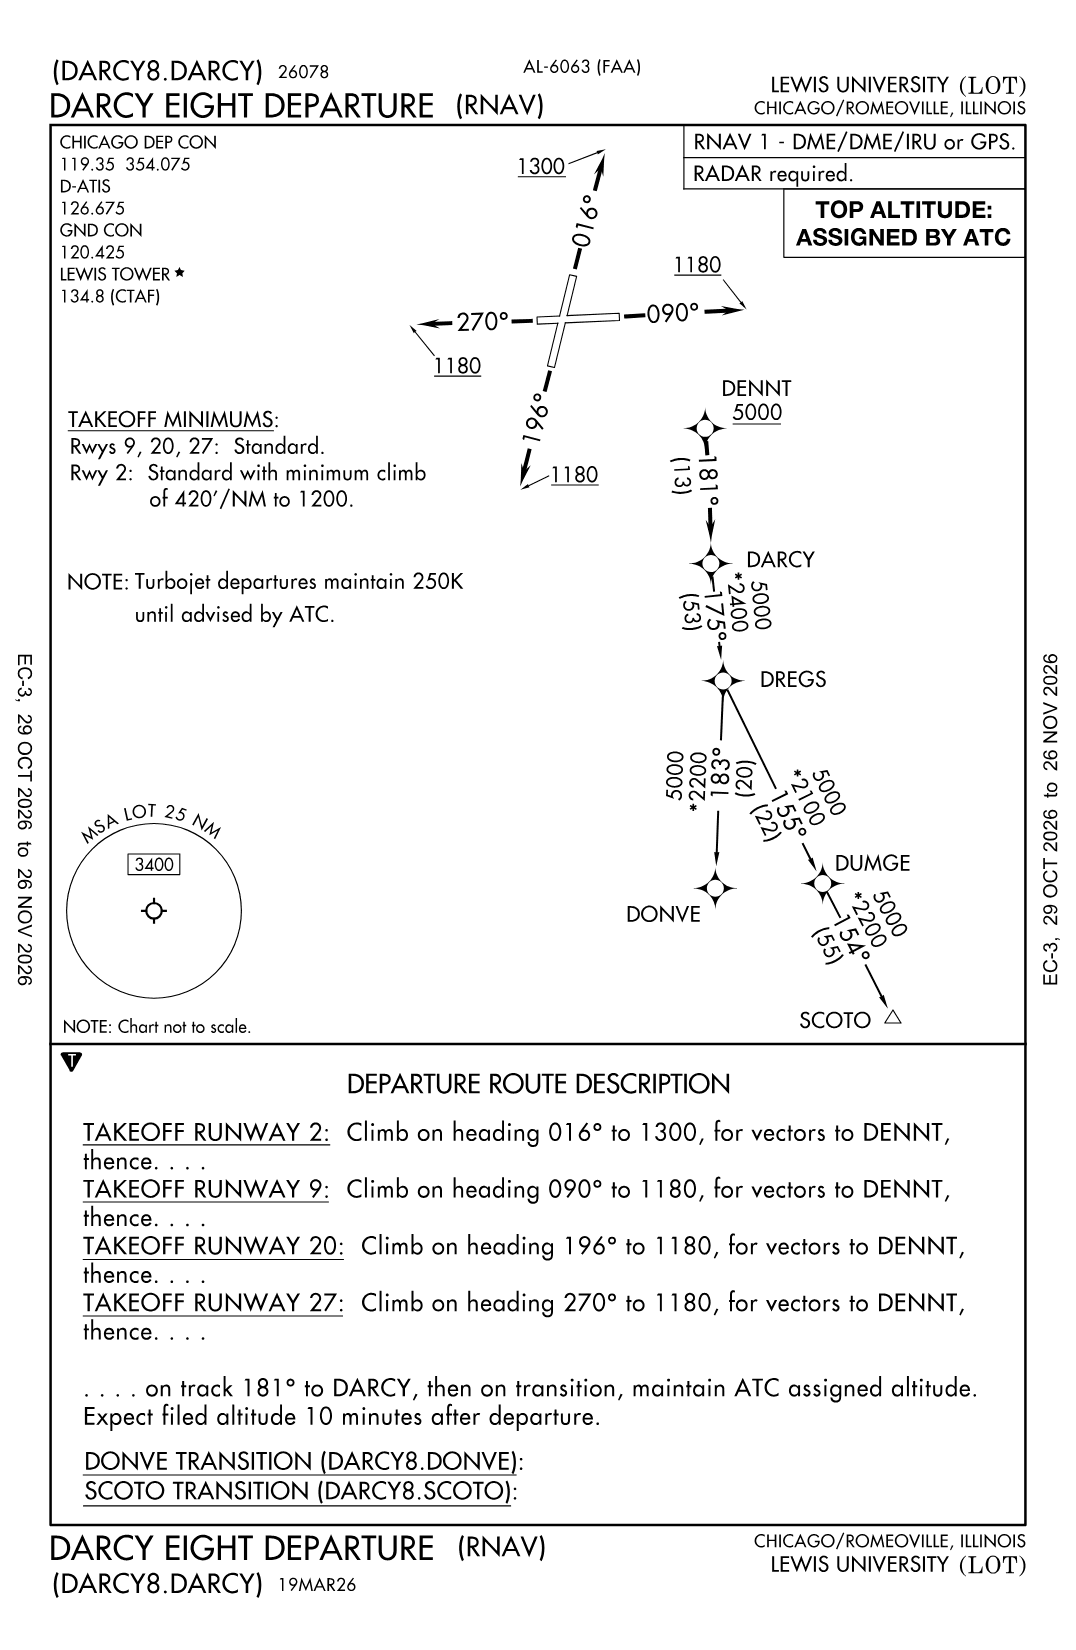 (DARCY8.DARCY) 26078
AL-6063 (FAA)
LEWIS UNIVERSITY (LOT)
DARCY EIGHT DEPARTURE (RNAV)
CHICAGO/ROMEOVILLE, ILLINOIS
CHICAGO DEP CON
119.35 354.075
D-ATIS
126.675
GND CON
120.425
LEWIS TOWER ★
134.8 (CTAF)
RNAV 1 - DME/DME/IRU or GPS.
RADAR required.
TOP ALTITUDE:
ASSIGNED BY ATC
1300
016°
1180
090°
270°
1180
196°
1180
TAKEOFF MINIMUMS:
Rwys 9, 20, 27: Standard.
Rwy 2: Standard with minimum climb
of 420'/NM to 1200.
NOTE: Turbojet departures maintain 250K
until advised by ATC.
DENNT
5000
181°
(13)
DARCY
5000
*2400
175°
(53)
DREGS
5000
*2200
183°
(20)
5000
*2100
155°
(22)
DUMGE
DONVE
5000
*2200
154°
(55)
SCOTO
MSA LOT 25 NM
3400
NOTE: Chart not to scale.
EC-3, 29 OCT 2026 to 26 NOV 2026
EC-3, 29 OCT 2026 to 26 NOV 2026
T
DEPARTURE ROUTE DESCRIPTION
TAKEOFF RUNWAY 2: Climb on heading 016° to 1300, for vectors to DENNT,
thence. . . .
TAKEOFF RUNWAY 9: Climb on heading 090° to 1180, for vectors to DENNT,
thence. . . .
TAKEOFF RUNWAY 20: Climb on heading 196° to 1180, for vectors to DENNT,
thence. . . .
TAKEOFF RUNWAY 27: Climb on heading 270° to 1180, for vectors to DENNT,
thence. . . .
. . . . on track 181° to DARCY, then on transition, maintain ATC assigned altitude.
Expect filed altitude 10 minutes after departure.
DONVE TRANSITION (DARCY8.DONVE):
SCOTO TRANSITION (DARCY8.SCOTO):
DARCY EIGHT DEPARTURE (RNAV)
CHICAGO/ROMEOVILLE, ILLINOIS
LEWIS UNIVERSITY (LOT)
(DARCY8.DARCY) 19MAR26